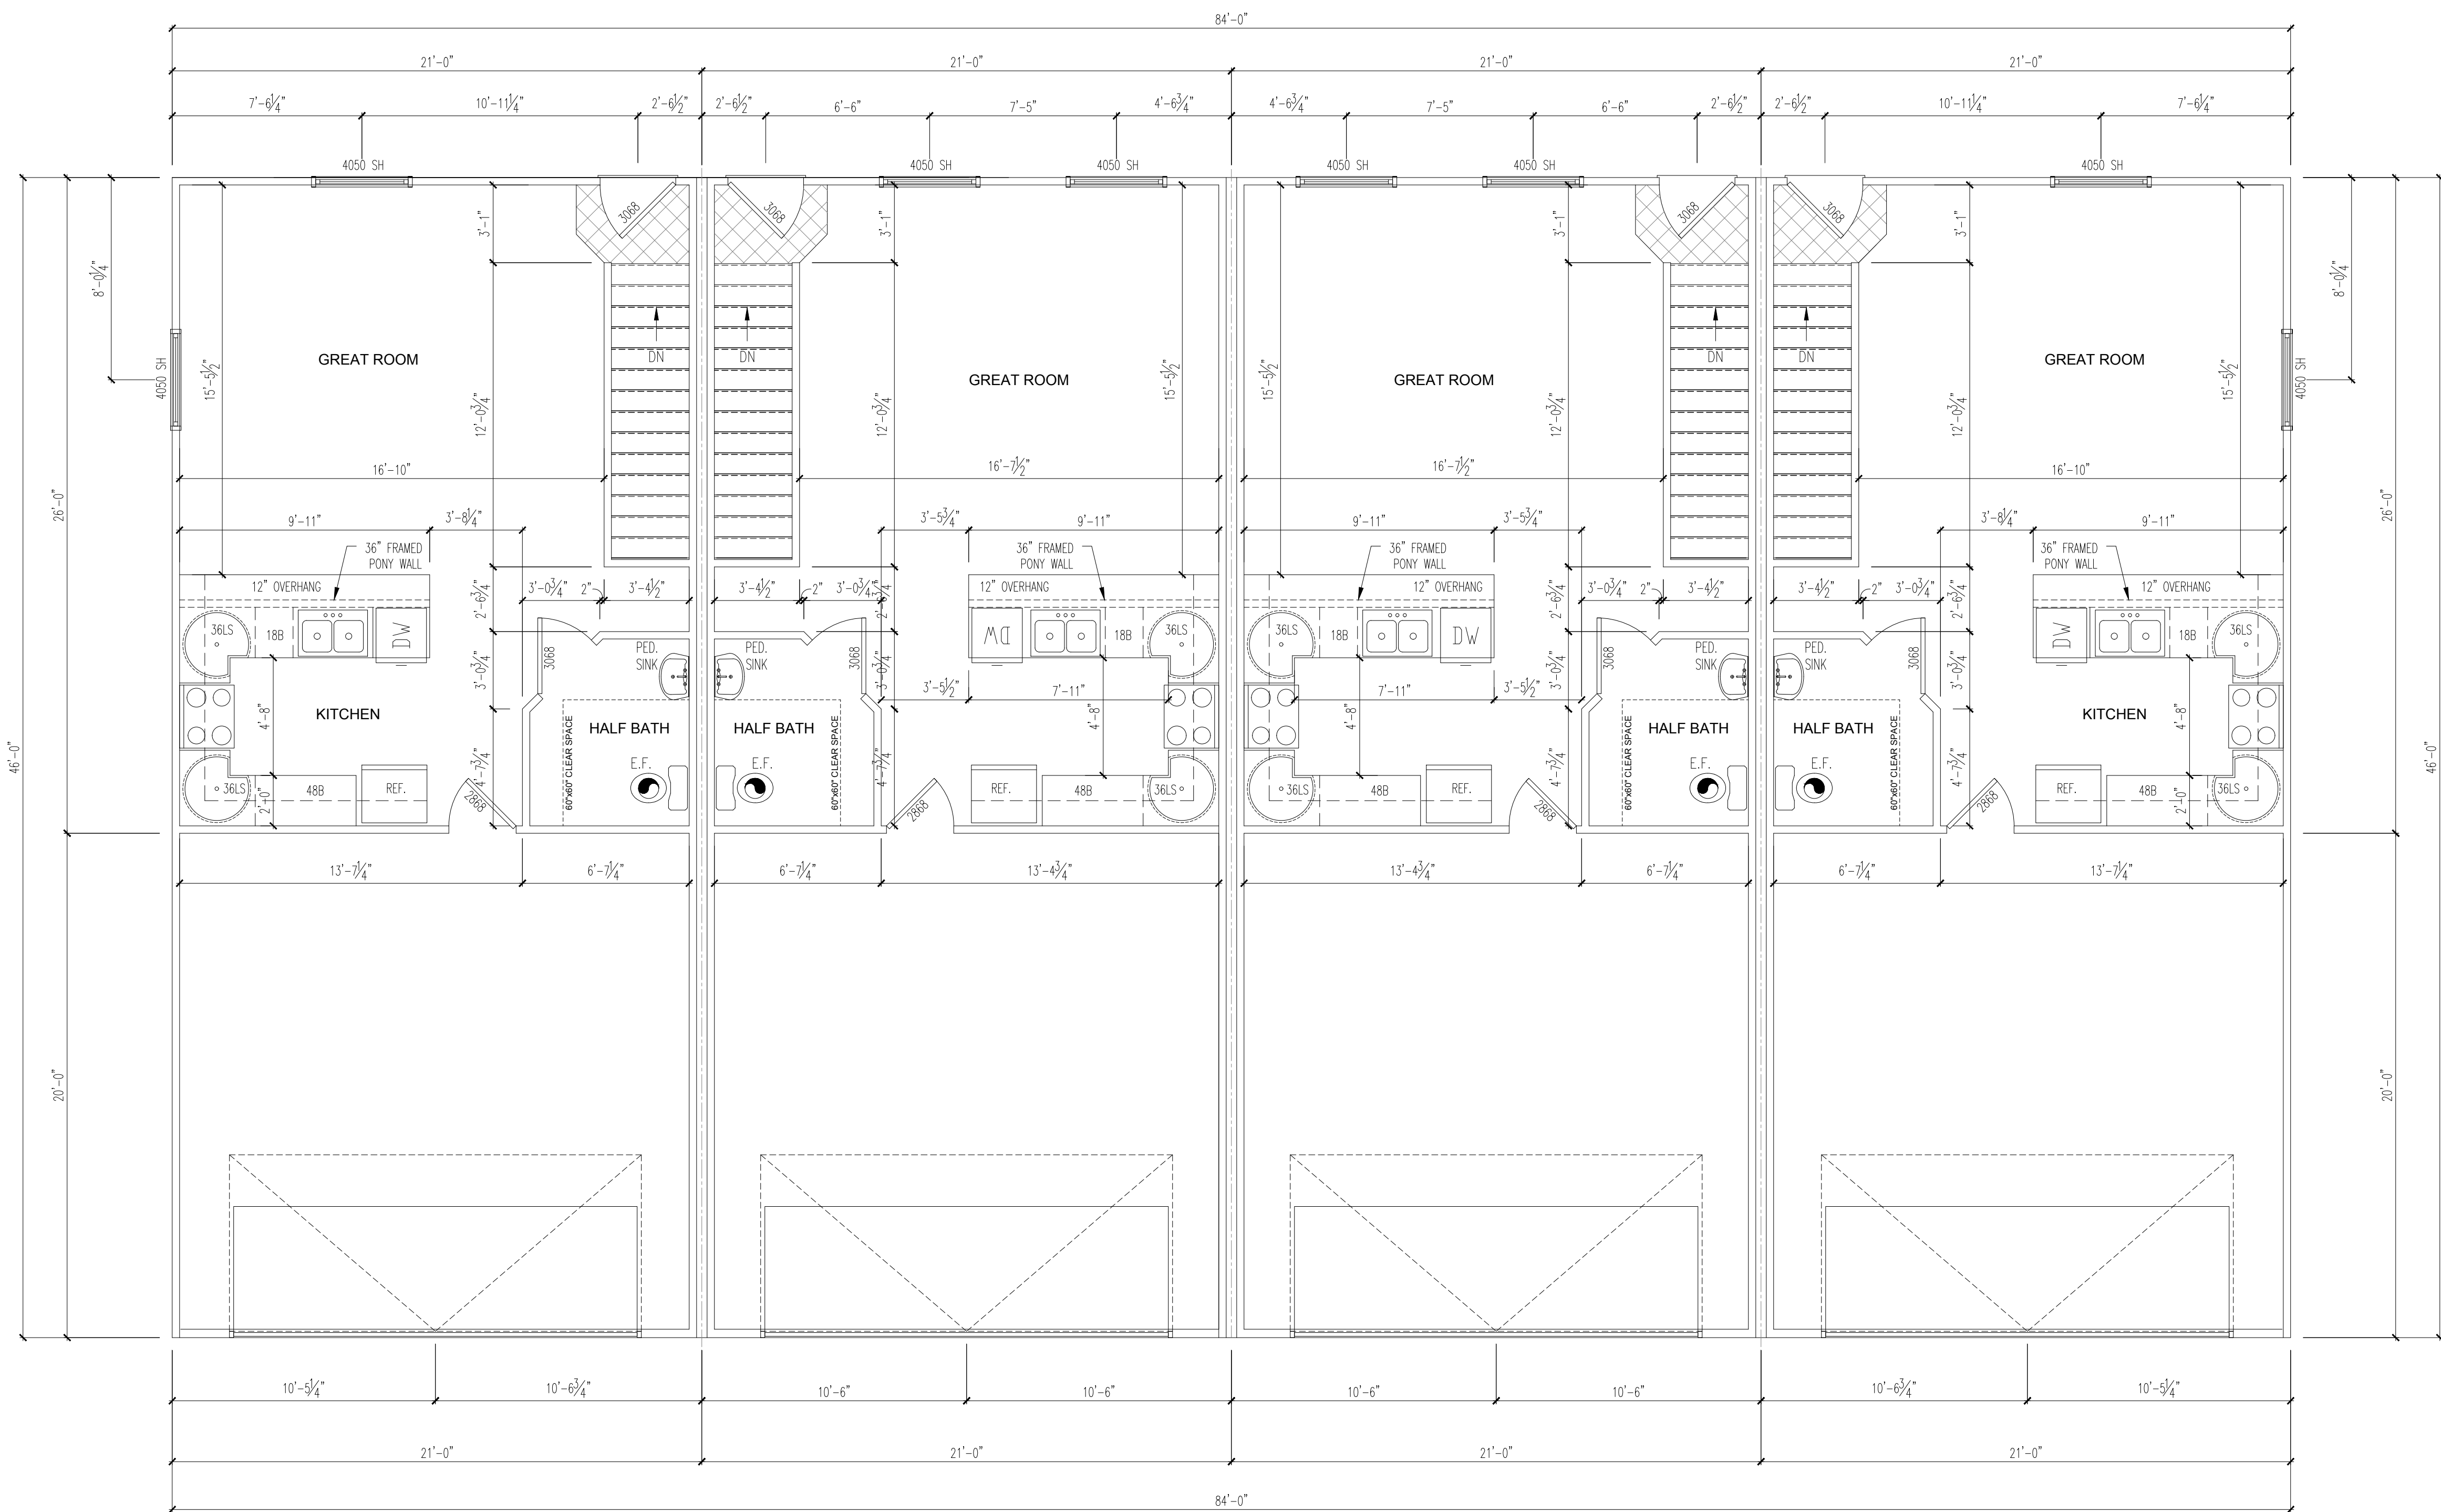 84'-0"
21'-0" 21'-0" 21'-0" 21'-0"
7'-6¼" 10'-11¼" 2'-6½" 2'-6½" 6'-6" 7'-5" 4'-6¾" 4'-6¾" 7'-5" 6'-6" 2'-6½" 2'-6½" 10'-11¼" 7'-6¼"
4050 SH 4050 SH 4050 SH 4050 SH 4050 SH 4050 SH
3068 3068 3068 3068
3'-1" 3'-1" 3'-1" 3'-1"
8'-0¼" 8'-0¼"
4050 SH 4050 SH
DN DN DN DN
GREAT ROOM GREAT ROOM GREAT ROOM GREAT ROOM
15'-5½" 15'-5½" 15'-5½" 15'-5½"
12'-0¾" 12'-0¾" 12'-0¾" 12'-0¾"
16'-10" 16'-7½" 16'-7½" 16'-10"
26'-0" 26'-0"
9'-11" 3'-8¼" 3'-5¾" 9'-11" 9'-11" 3'-5¾" 3'-8¼" 9'-11"
36" FRAMED 36" FRAMED 36" FRAMED 36" FRAMED
PONY WALL PONY WALL PONY WALL PONY WALL
12" OVERHANG 12" OVERHANG 12" OVERHANG 12" OVERHANG
3'-0¾" 2" 3'-4½" 3'-4½" 2" 3'-0¾" 3'-0¾" 2" 3'-4½" 3'-4½" 2" 3'-0¾"
2'-6¾" 2'-6¾" 2'-6¾" 2'-6¾"
36LS 18B DW DW 18B 36LS 36LS 18B DW DW 18B 36LS
PED. PED. PED. PED.
SINK SINK SINK SINK
3068 3068 3068 3068
3'-0¾" 3'-0¾" 3'-0¾" 3'-0¾"
3'-5½" 7'-11" 7'-11" 3'-5½"
4'-8" 4'-8" 4'-8" 4'-8"
KITCHEN KITCHEN
HALF BATH HALF BATH HALF BATH HALF BATH
60"x60" CLEAR SPACE 60"x60" CLEAR SPACE 60"x60" CLEAR SPACE 60"x60" CLEAR SPACE
E.F. E.F. E.F. E.F.
4'-7¾" 4'-7¾" 4'-7¾" 4'-7¾"
36LS 48B REF. REF. 48B 36LS 36LS 48B REF. REF. 48B 36LS
2'-0" 2'-0"
2868 2868 2868 2868
46'-0" 46'-0"
13'-7¼" 6'-7¼" 6'-7¼" 13'-4¾" 13'-4¾" 6'-7¼" 6'-7¼" 13'-7¼"
20'-0" 20'-0"
10'-5¼" 10'-6¾" 10'-6" 10'-6" 10'-6" 10'-6" 10'-6¾" 10'-5¼"
21'-0" 21'-0" 21'-0" 21'-0"
84'-0"